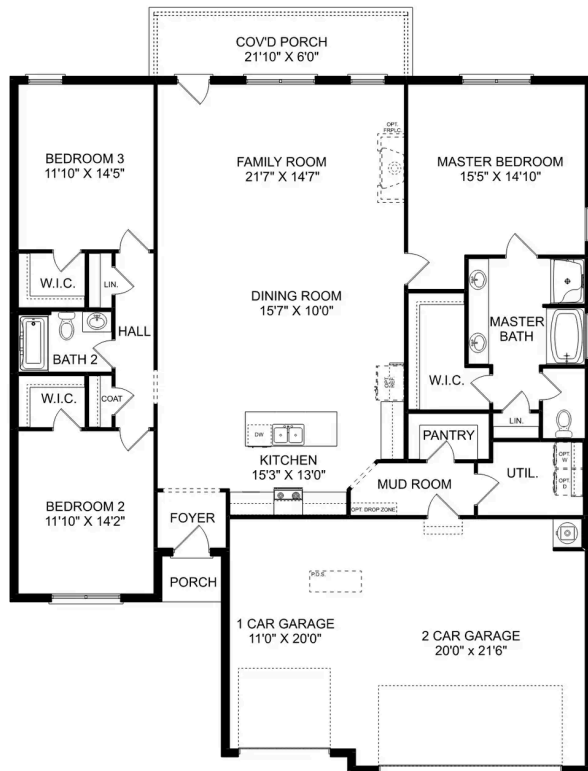 COV'D PORCH
21'10" X 6'0"
BEDROOM 3
11'10" X 14'5"
FAMILY ROOM
21'7" X 14'7"
OPT.
FRPLC.
MASTER BEDROOM
15'5" X 14'10"
W.I.C.
LIN.
DINING ROOM
15'7" X 10'0"
HALL
BATH 2
MASTER
BATH
W.I.C.
W.I.C.
COAT
LIN.
DW
PANTRY
KITCHEN
15'3" X 13'0"
MUD ROOM
UTIL.
OPT.
W
OPT.
D
BEDROOM 2
11'10" X 14'2"
FOYER
OPT. DROP ZONE
PORCH
P.D.S.
1 CAR GARAGE
11'0" X 20'0"
2 CAR GARAGE
20'0" x 21'6"